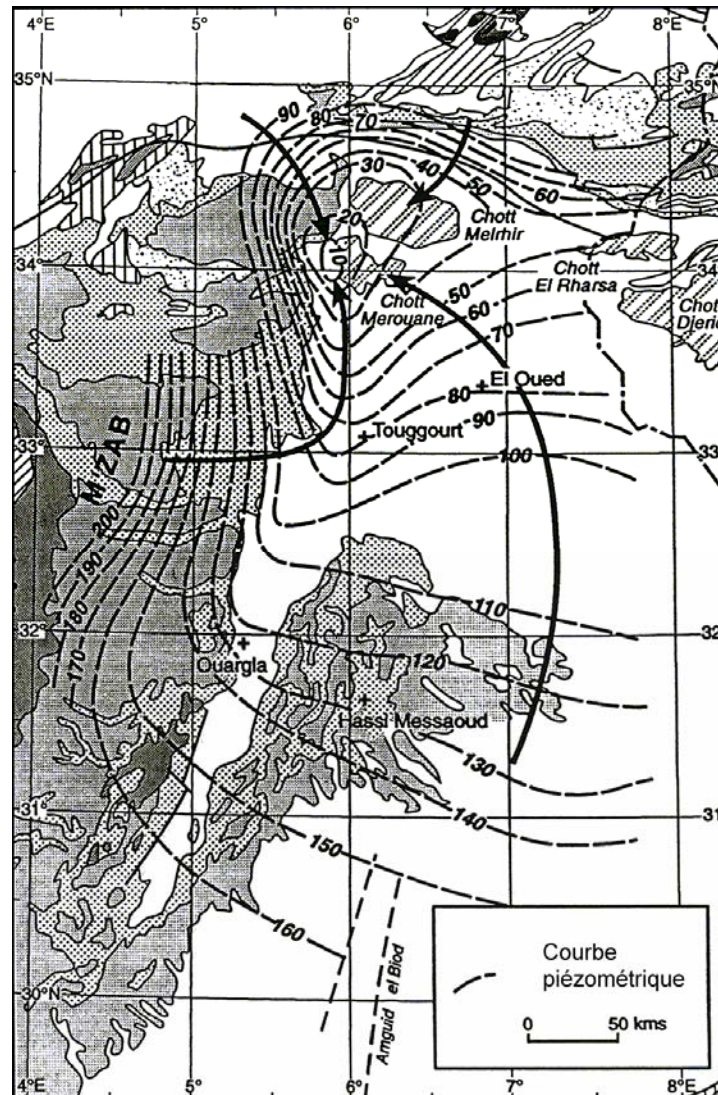 4°E 5° 6° 7° 8°E
35°N
35°N
90
80
70
30
40
50
60
20
10
Chott
Melrhir
34°
34
Chott
El Rharsa
Chott
Merouane
50
60
70
El Oued
80
Touggourt
90
33°
33
100
M'ZAB
200
190
180
170
110
32°
32
120
Ouargla
Hassi Messaoud
130
31°
31
140
150
160
30°N
Amguid el Biod
Courbe
piézométrique
0 50 kms
4°E 5° 6° 7° 8°E